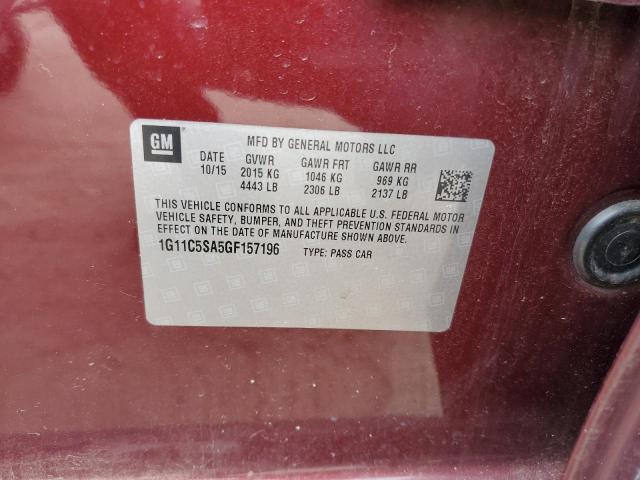 GM
MFD BY GENERAL MOTORS LLC
DATE GVWR GAWR FRT GAWR RR
10/15 2015 KG 1046 KG 969 KG
4443 LB 2306 LB 2137 LB
THIS VEHICLE CONFORMS TO ALL APPLICABLE U.S. FEDERAL MOTOR
VEHICLE SAFETY, BUMPER, AND THEFT PREVENTION STANDARDS IN
EFFECT ON THE DATE OF MANUFACTURE SHOWN ABOVE.
1G11C5SA5GF157196 TYPE: PASS CAR